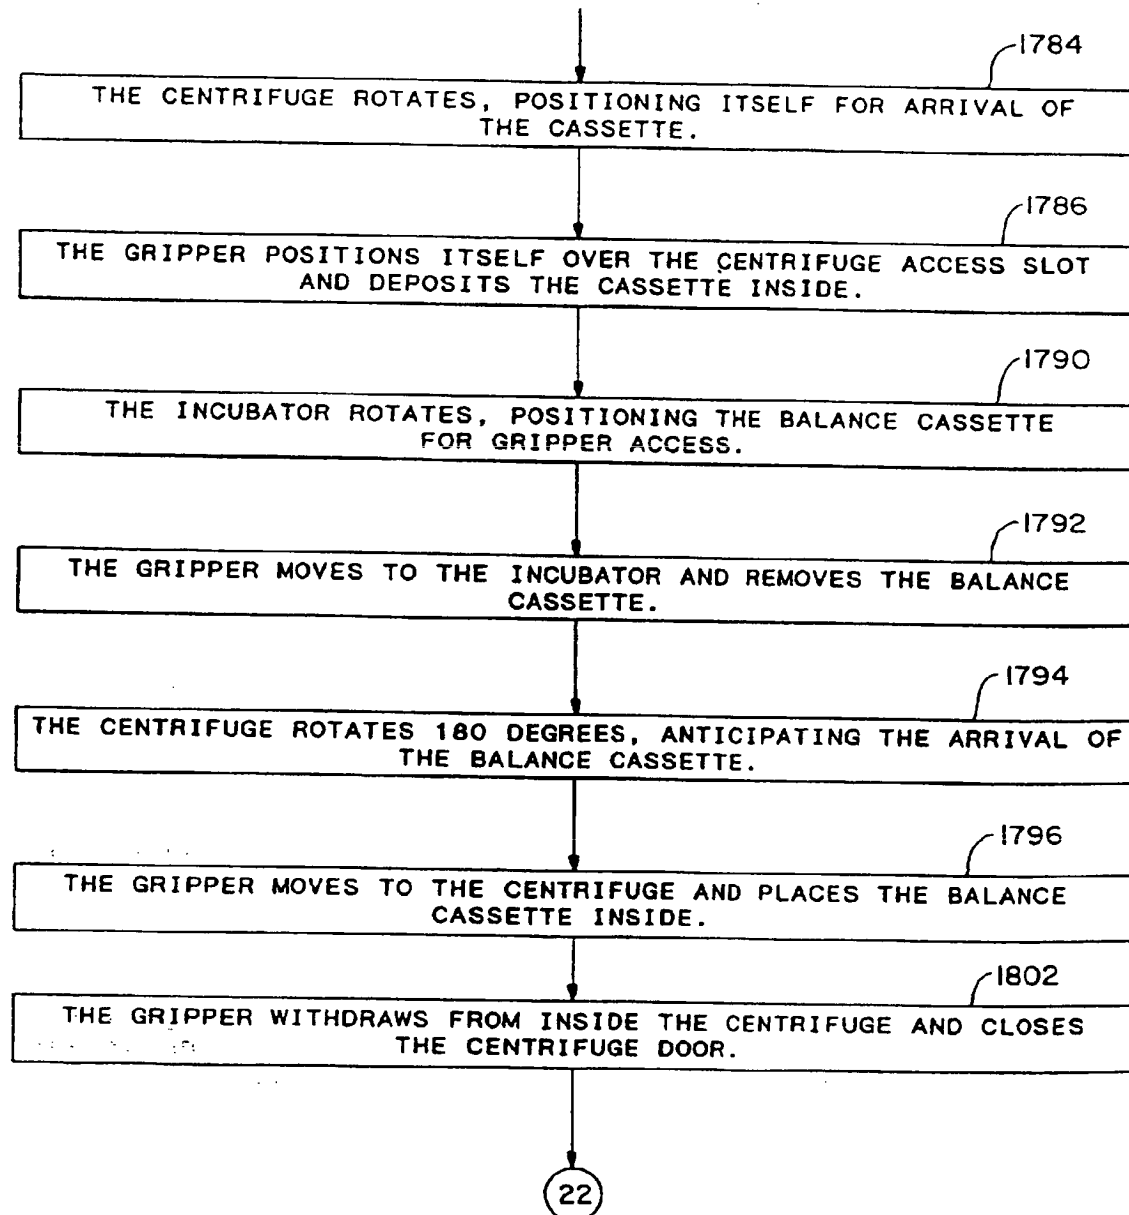 1784
THE CENTRIFUGE ROTATES, POSITIONING ITSELF FOR ARRIVAL OF
THE CASSETTE.
1786
THE GRIPPER POSITIONS ITSELF OVER THE CENTRIFUGE ACCESS SLOT
AND DEPOSITS THE CASSETTE INSIDE.
1790
THE INCUBATOR ROTATES, POSITIONING THE BALANCE CASSETTE
FOR GRIPPER ACCESS.
1792
THE GRIPPER MOVES TO THE INCUBATOR AND REMOVES THE BALANCE
CASSETTE.
1794
THE CENTRIFUGE ROTATES 180 DEGREES, ANTICIPATING THE ARRIVAL OF
THE BALANCE CASSETTE.
1796
THE GRIPPER MOVES TO THE CENTRIFUGE AND PLACES THE BALANCE
CASSETTE INSIDE.
1802
THE GRIPPER WITHDRAWS FROM INSIDE THE CENTRIFUGE AND CLOSES
THE CENTRIFUGE DOOR.
22